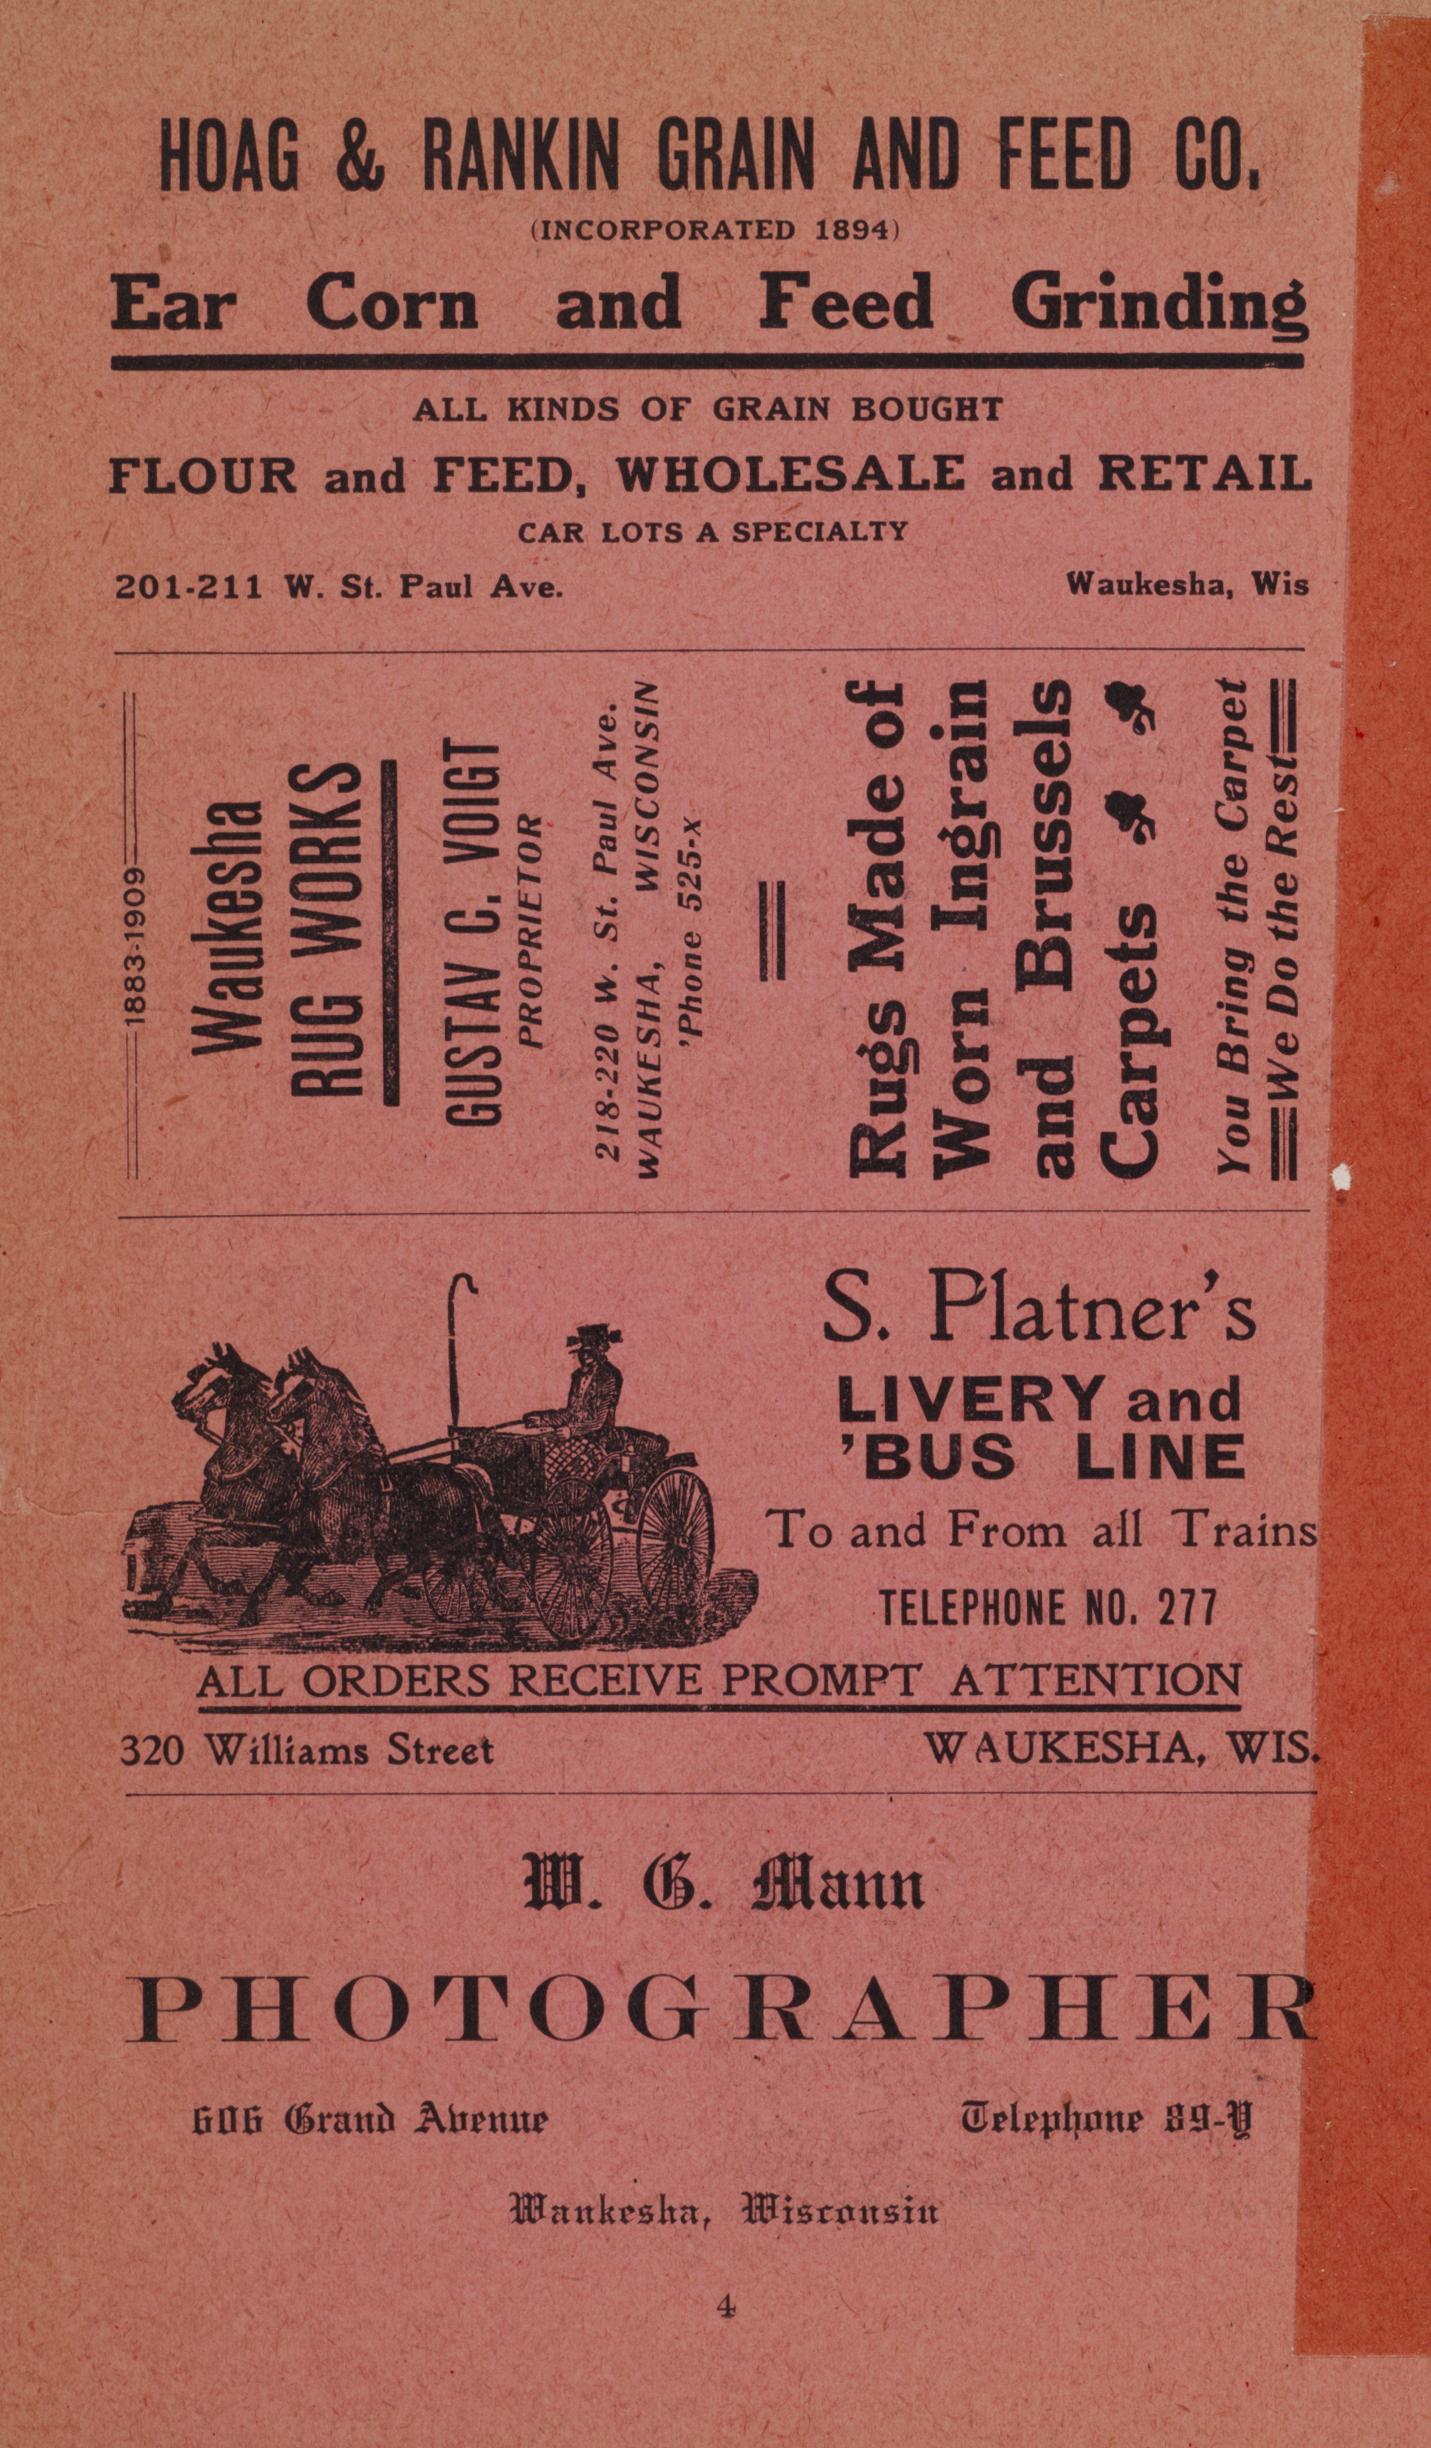 HOAG & RANKIN GRAIN AND FEED CO.
(INCORPORATED 1894)
Ear Corn and Feed Grinding
ALL KINDS OF GRAIN BOUGHT
FLOUR and FEED, WHOLESALE and RETAIL
CAR LOTS A SPECIALTY
201-211 W. St. Paul Ave. Waukesha, Wis
1883-1909
Waukesha
RUG WORKS
GUSTAV C. VOIGT
PROPRIETOR
218-220 W. St. Paul Ave.
WAUKESHA, WISCONSIN
'Phone 525-x
Rugs Made of
Worn Ingrain
and Brussels
Carpets
You Bring the Carpet
We Do the Rest
S. Platner's
LIVERY and
'BUS LINE
To and From all Trains
TELEPHONE NO. 277
ALL ORDERS RECEIVE PROMPT ATTENTION
320 Williams Street WAUKESHA, WIS.
W. G. Mann
PHOTOGRAPHER
606 Grand Avenue Telephone 89-Y
Waukesha, Wisconsin
4